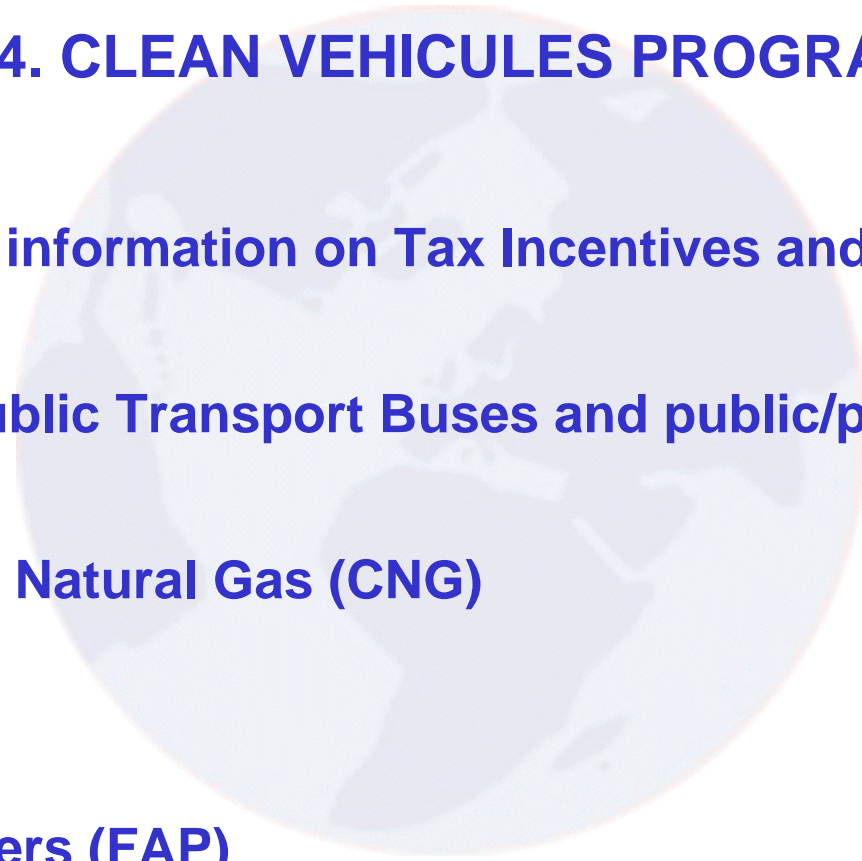 4. CLEAN VEHICULES PROGRA
information on Tax Incentives and
ublic Transport Buses and public/p
Natural Gas (CNG)
ers (FAP)